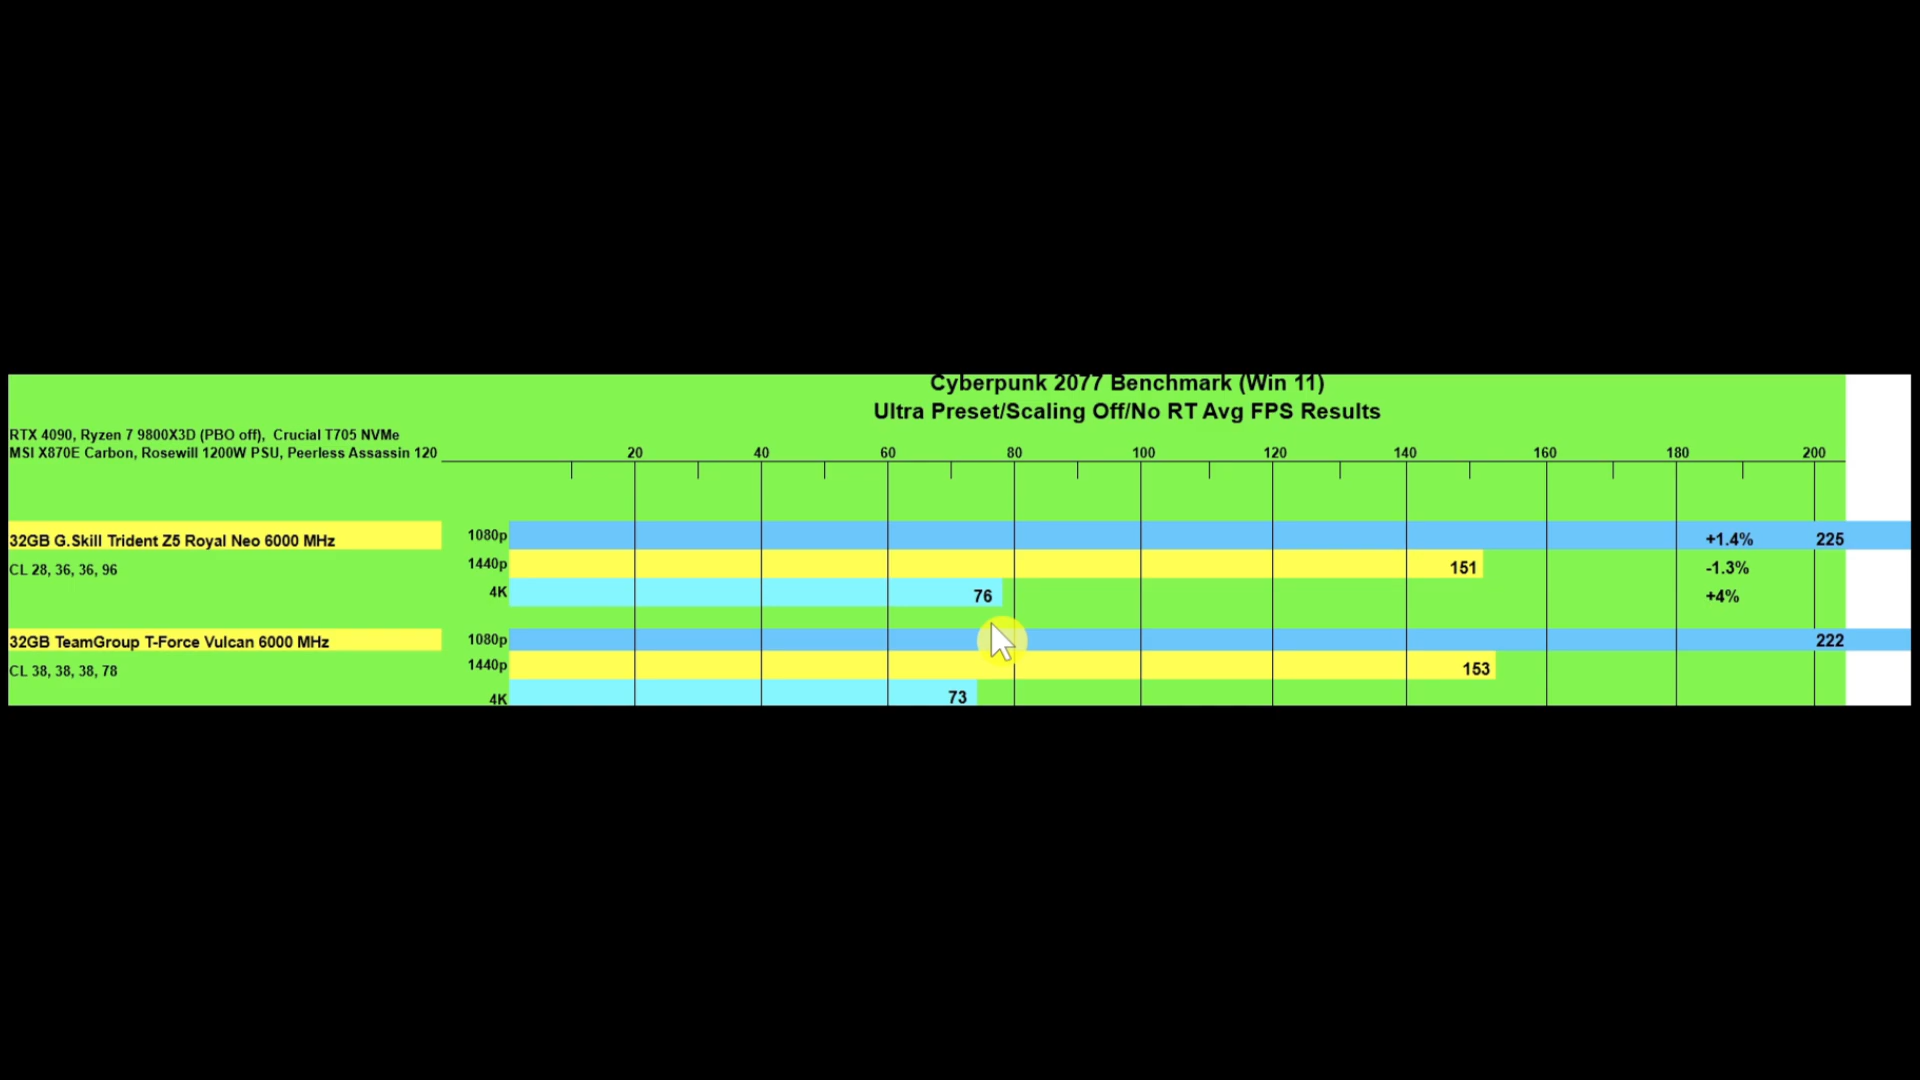 Cyberpunk 2077 Benchmark (Win 11)
Ultra Preset/Scaling Off/No RT Avg FPS Results
RTX 4090, Ryzen 7 9800X3D (PBO off), Crucial T705 NVMe
MSI X870E Carbon, Rosewill 1200W PSU, Peerless Assassin 120
20 40 60 80 100 120 140 160 180 200
32GB G.Skill Trident Z5 Royal Neo 6000 MHz 1080p +1.4% 225
CL 28, 36, 36, 96 1440p 151 -1.3%
4K 76 +4%
32GB TeamGroup T-Force Vulcan 6000 MHz 1080p 222
CL 38, 38, 38, 78 1440p 153
4K 73